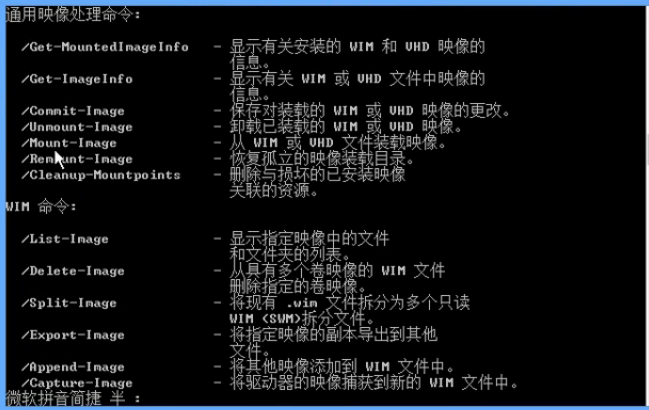 通用映像处理命令:
/Get-MountedImageInfo - 显示有关安装的 WIM 和 VHD 映像的
信息。
/Get-ImageInfo - 显示有关 WIM 或 VHD 文件中映像的
信息。
/Commit-Image - 保存对装载的 WIM 或 VHD 映像的更改。
/Unmount-Image - 卸载已装载的 WIM 或 VHD 映像。
/Mount-Image - 从 WIM 或 VHD 文件装载映像。
/Remount-Image - 恢复孤立的映像装载目录。
/Cleanup-Mountpoints - 删除与损坏的已安装映像
关联的资源。
WIM 命令:
/List-Image - 显示指定映像中的文件
和文件夹的列表。
/Delete-Image - 从具有多个卷映像的 WIM 文件
删除指定的卷映像。
/Split-Image - 将现有 .wim 文件拆分为多个只读
WIM (SWM)拆分文件。
/Export-Image - 将指定映像的副本导出到其他
文件。
/Append-Image - 将其他映像添加到 WIM 文件中。
/Capture-Image - 将驱动器的映像捕获到新的 WIM 文件中。
微软拼音简捷 半 :